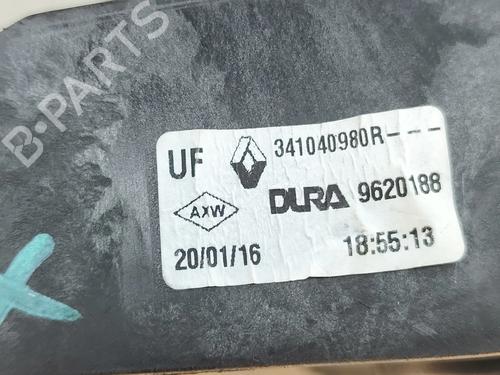 B-PARTS
UF 341040980R---
AXW DURA 9620188
20/01/16 18:55:13